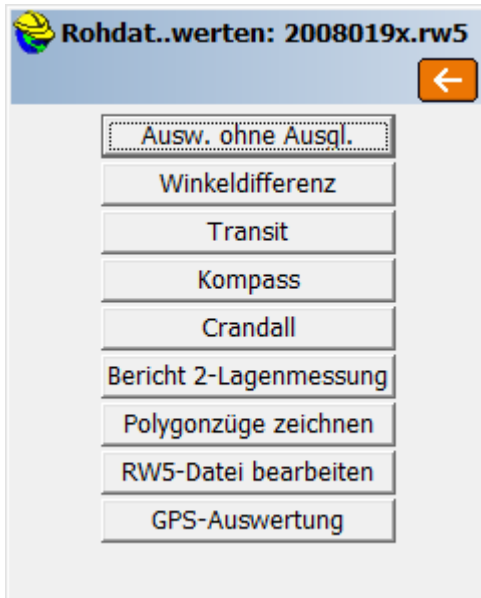 Rohdat..werten: 2008019x.rw5
Ausw. ohne Ausgl.
Winkeldifferenz
Transit
Kompass
Crandall
Bericht 2-Lagenmessung
Polygonzüge zeichnen
RW5-Datei bearbeiten
GPS-Auswertung